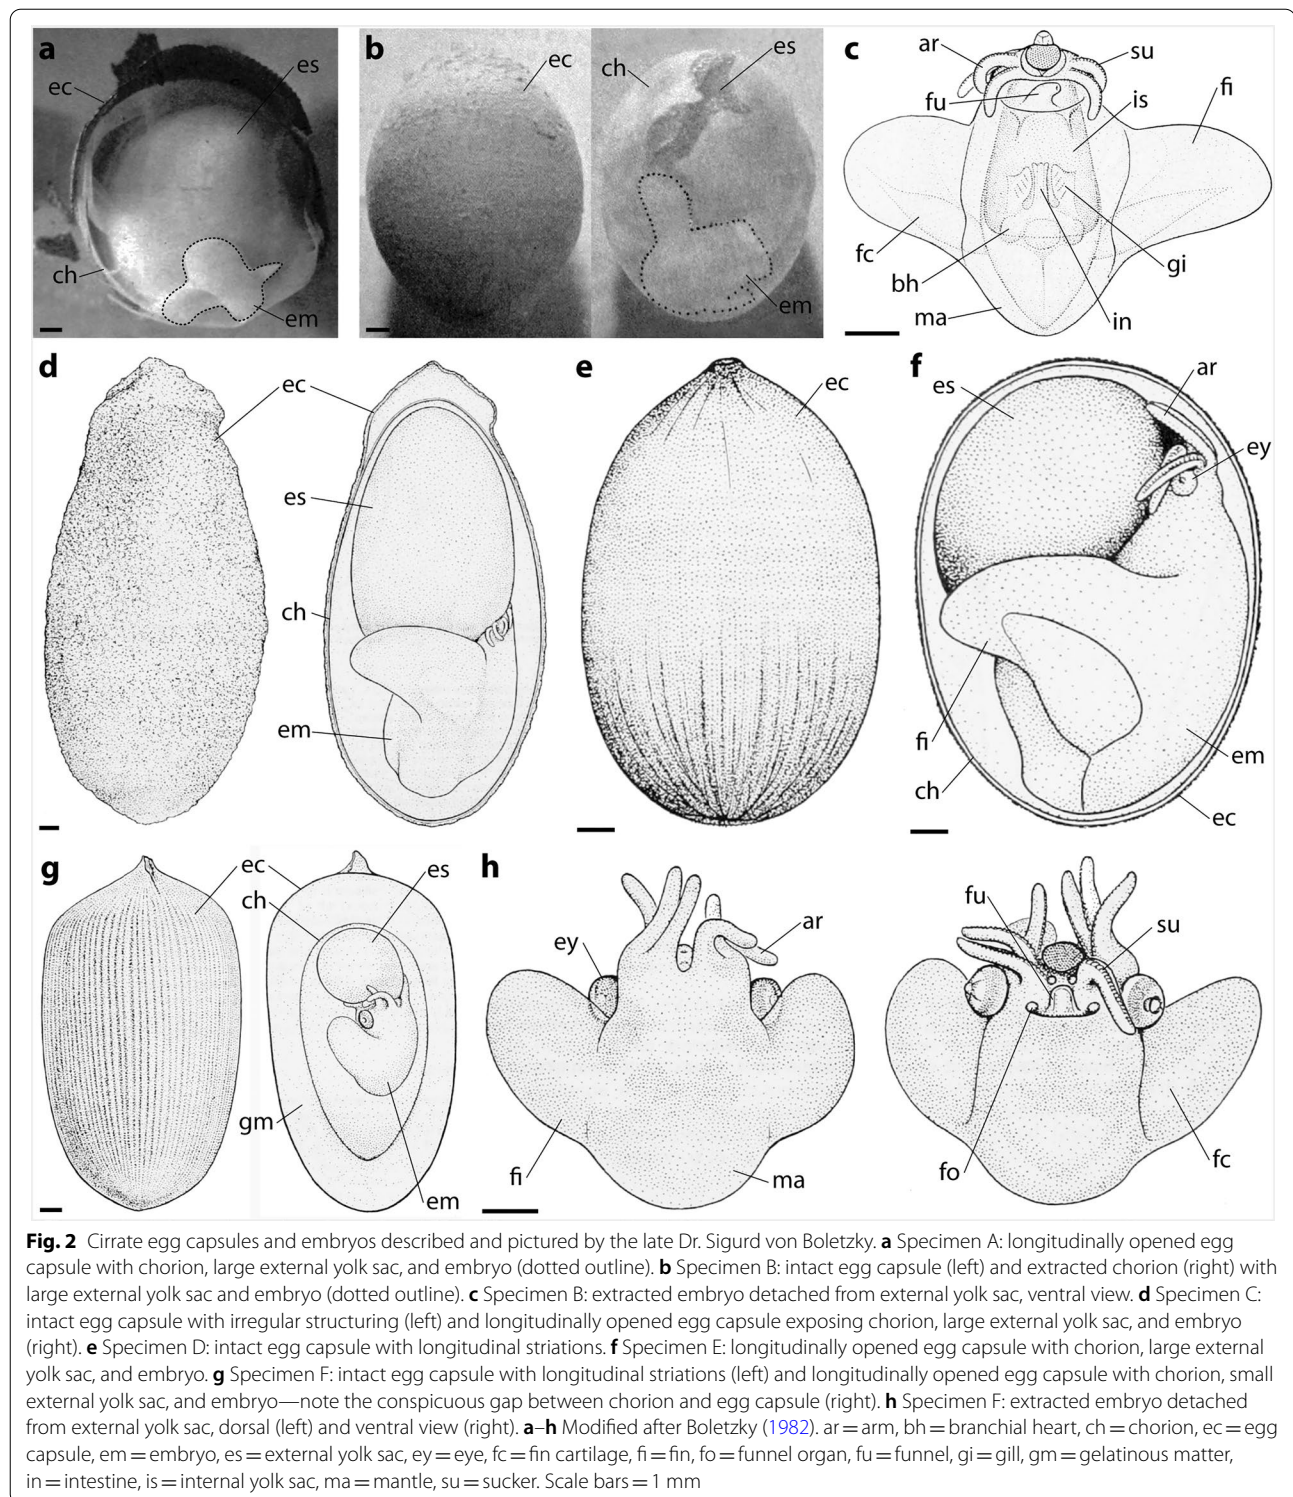 a
ec
es
ch
em
b
ec
ch
es
em
c
ar
su
fu
is
fi
fc
bh
gi
ma
in
d
ec
es
ch
em
e
ec
f
es
ar
ey
fi
ch
em
ec
g
ec
ch
es
gm
em
h
ey
ar
fi
ma
fu
su
fo
fc
Fig. 2 Cirrate egg capsules and embryos described and pictured by the late Dr. Sigurd von Boletzky. a Specimen A: longitudinally opened egg
capsule with chorion, large external yolk sac, and embryo (dotted outline). b Specimen B: intact egg capsule (left) and extracted chorion (right) with
large external yolk sac and embryo (dotted outline). c Specimen B: extracted embryo detached from external yolk sac, ventral view. d Specimen C:
intact egg capsule with irregular structuring (left) and longitudinally opened egg capsule exposing chorion, large external yolk sac, and embryo
(right). e Specimen D: intact egg capsule with longitudinal striations. f Specimen E: longitudinally opened egg capsule with chorion, large external
yolk sac, and embryo. g Specimen F: intact egg capsule with longitudinal striations (left) and longitudinally opened egg capsule with chorion, small
external yolk sac, and embryo—note the conspicuous gap between chorion and egg capsule (right). h Specimen F: extracted embryo detached
from external yolk sac, dorsal (left) and ventral view (right). a–h Modified after Boletzky (1982). ar = arm, bh = branchial heart, ch = chorion, ec = egg
capsule, em = embryo, es = external yolk sac, ey = eye, fc = fin cartilage, fi = fin, fo = funnel organ, fu = funnel, gi = gill, gm = gelatinous matter,
in = intestine, is = internal yolk sac, ma = mantle, su = sucker. Scale bars = 1 mm